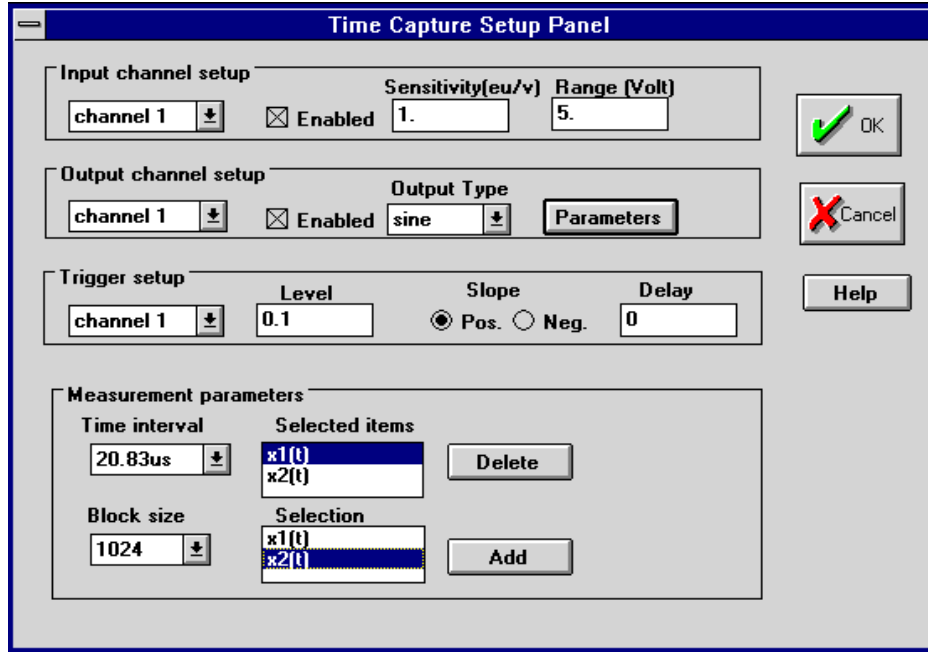 Time Capture Setup Panel
Input channel setup
Sensitivity(eu/v) Range (Volt)
channel 1 Enabled 1. 5.
OK
Output channel setup
Output Type
channel 1 Enabled sine Parameters
Cancel
Trigger setup
Level Slope Delay
channel 1 0.1 Pos. Neg. 0
Help
Measurement parameters
Time interval Selected items
20.83us x1(t) Delete
x2(t)
Block size Selection
1024 x1(t) Add
x2(t)